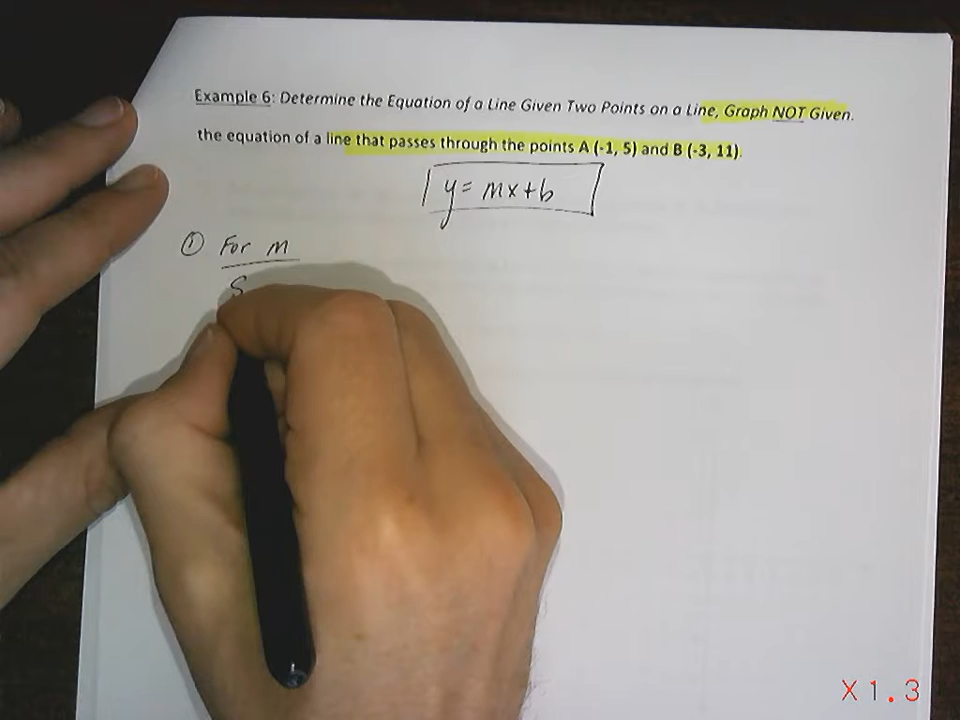 Example 6: Determine the Equation of a Line Given Two Points on a Line, Graph NOT Given.
the equation of a line that passes through the points A (-1, 5) and B (-3, 11).
y = mx+b
① For m
S
X1.3